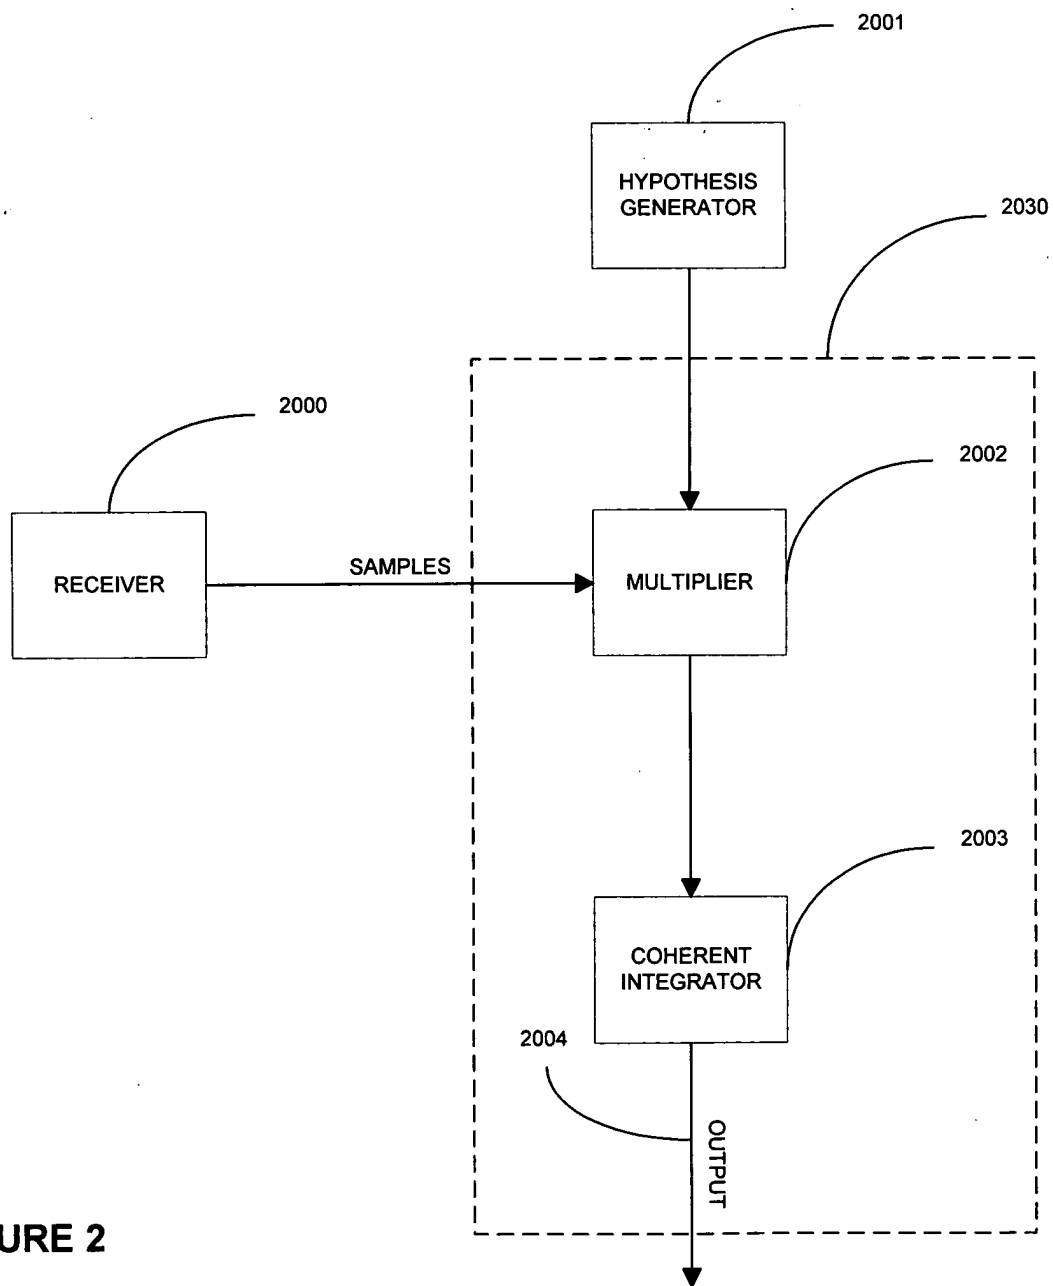 2001
HYPOTHESIS
GENERATOR
2030
2000
2002
RECEIVER
SAMPLES
MULTIPLIER
2003
COHERENT
INTEGRATOR
2004
OUTPUT
URE 2